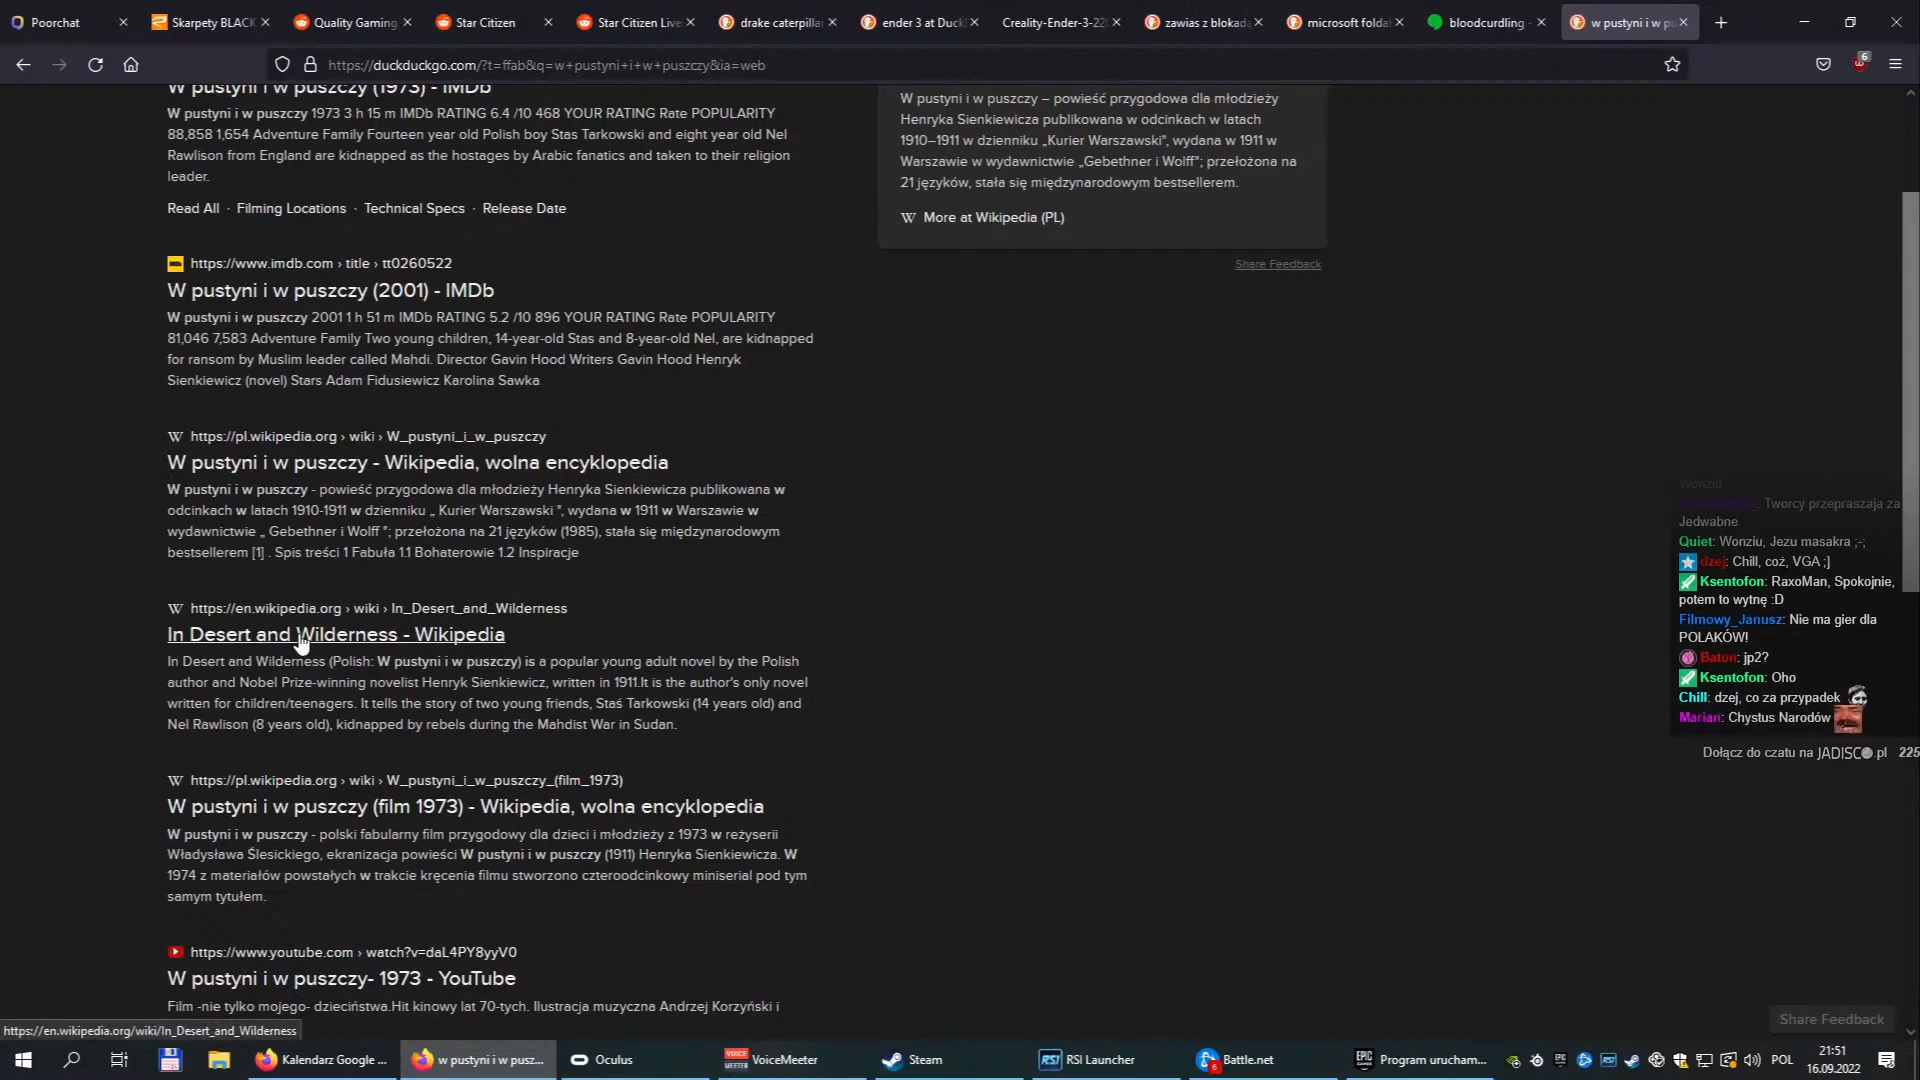 Poorchat
Skarpety BLACK
Quality Gaming
Star Citizen
Star Citizen Live
drake caterpillar
ender 3 at Duck
Creality-Ender-3-22
zawias z blokadą
microsoft folda
bloodcurdling -
w pustyni i w pu
https://duckduckgo.com/?t=ffab&q=w+pustyni+i+w+puszczy&ia=web
6
W pustyni i w puszczy (1973) - IMDb
W pustyni i w puszczy 1973 3 h 15 m IMDb RATING 6.4 /10 468 YOUR RATING Rate POPULARITY
88,858 1,654 Adventure Family Fourteen year old Polish boy Stas Tarkowski and eight year old Nel
Rawlison from England are kidnapped as the hostages by Arabic fanatics and taken to their religion
leader.
Read All · Filming Locations · Technical Specs · Release Date
https://www.imdb.com › title › tt0260522
W pustyni i w puszczy (2001) - IMDb
W pustyni i w puszczy 2001 1 h 51 m IMDb RATING 5.2 /10 896 YOUR RATING Rate POPULARITY
81,046 7,583 Adventure Family Two young children, 14-year-old Stas and 8-year-old Nel, are kidnapped
for ransom by Muslim leader called Mahdi. Director Gavin Hood Writers Gavin Hood Henryk
Sienkiewicz (novel) Stars Adam Fidusiewicz Karolina Sawka
https://pl.wikipedia.org › wiki › W_pustyni_i_w_puszczy
W pustyni i w puszczy - Wikipedia, wolna encyklopedia
W pustyni i w puszczy - powieść przygodowa dla młodzieży Henryka Sienkiewicza publikowana w
odcinkach w latach 1910-1911 w dzienniku „ Kurier Warszawski ", wydana w 1911 w Warszawie w
wydawnictwie „ Gebethner i Wolff "; przełożona na 21 języków (1985), stała się międzynarodowym
bestsellerem [1] . Spis treści 1 Fabuła 1.1 Bohaterowie 1.2 Inspiracje
https://en.wikipedia.org › wiki › In_Desert_and_Wilderness
In Desert and Wilderness - Wikipedia
In Desert and Wilderness (Polish: W pustyni i w puszczy) is a popular young adult novel by the Polish
author and Nobel Prize-winning novelist Henryk Sienkiewicz, written in 1911.It is the author's only novel
written for children/teenagers. It tells the story of two young friends, Staś Tarkowski (14 years old) and
Nel Rawlison (8 years old), kidnapped by rebels during the Mahdist War in Sudan.
https://pl.wikipedia.org › wiki › W_pustyni_i_w_puszczy_(film_1973)
W pustyni i w puszczy (film 1973) - Wikipedia, wolna encyklopedia
W pustyni i w puszczy - polski fabularny film przygodowy dla dzieci i młodzieży z 1973 w reżyserii
Władysława Ślesickiego, ekranizacja powieści W pustyni i w puszczy (1911) Henryka Sienkiewicza. W
1974 z materiałów powstałych w trakcie kręcenia filmu stworzono czteroodcinkowy miniserial pod tym
samym tytułem.
https://www.youtube.com › watch?v=daL4PY8yyV0
W pustyni i w puszczy- 1973 - YouTube
Film -nie tylko mojego- dzieciństwa.Hit kinowy lat 70-tych. Ilustracja muzyczna Andrzej Korzyński i
W pustyni i w puszczy – powieść przygodowa dla młodzieży
Henryka Sienkiewicza publikowana w odcinkach w latach
1910–1911 w dzienniku „Kurier Warszawski", wydana w 1911 w
Warszawie w wydawnictwie „Gebethner i Wolff"; przełożona na
21 języków, stała się międzynarodowym bestsellerem.
W More at Wikipedia (PL)
Share Feedback
Wonziu
Tworcy przepraszaja za
Jedwabne
Quiet: Wonziu, Jezu masakra ;-;
dzej: Chill, coż, VGA ;]
Ksentofon: RaxoMan, Spokojnie,
potem to wytnę :D
Filmowy_Janusz: Nie ma gier dla
POLAKÓW!
Baton: jp2?
Ksentofon: Oho
Chill: dzej, co za przypadek
Marian: Chystus Narodów
Dołącz do czatu na JADISCO.pl 225
Share Feedback
https://en.wikipedia.org/wiki/In_Desert_and_Wilderness
Kalendarz Google ...
w pustyni i w pusz...
Oculus
VOICE MEETER VoiceMeeter
Steam
RSI RSI Launcher
6 Battle.net
EPIC GAMES Program urucham...
POL
21:51
16.09.2022